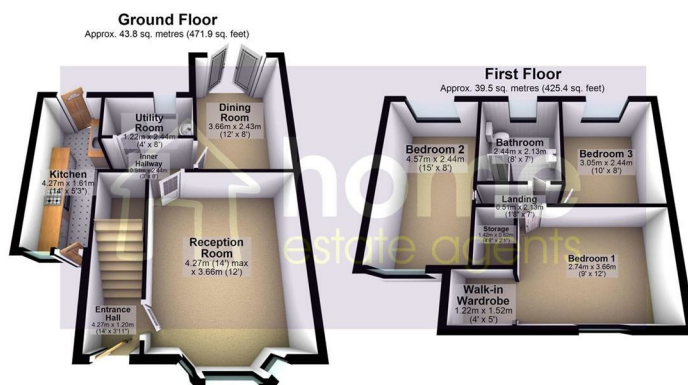 Ground Floor
Approx. 43.8 sq. metres (471.9 sq. feet)
Utility
Room
1.22m x 2.44m
(4' x 8')
Dining
Room
3.66m x 2.43m
(12' x 8')
Kitchen
4.27m x 1.61m
(14' x 5'3")
Inner
Hallway
Reception
Room
4.27m (14') max
x 3.66m (12')
Entrance
Hall
4.27m x 1.20m
(14' x 3'11")
First Floor
Approx. 39.5 sq. metres (425.4 sq. feet)
Bedroom 2
4.57m x 2.44m
(15' x 8')
Bathroom
2.44m x 2.13m
(8' x 7')
Bedroom 3
3.05m x 2.44m
(10' x 8')
Landing
Storage
Bedroom 1
2.74m x 3.66m
(9' x 12')
Walk-in
Wardrobe
1.22m x 1.52m
(4' x 5')
home
estate agents